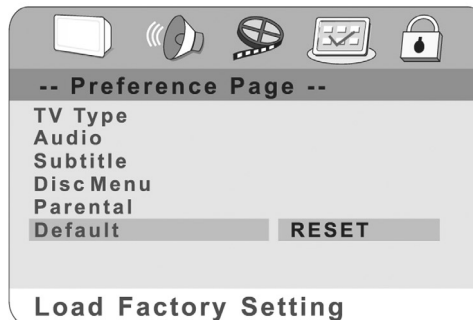 -- Preference Page --
TV Type
Audio
Subtitle
Disc Menu
Parental
Default RESET
Load Factory Setting